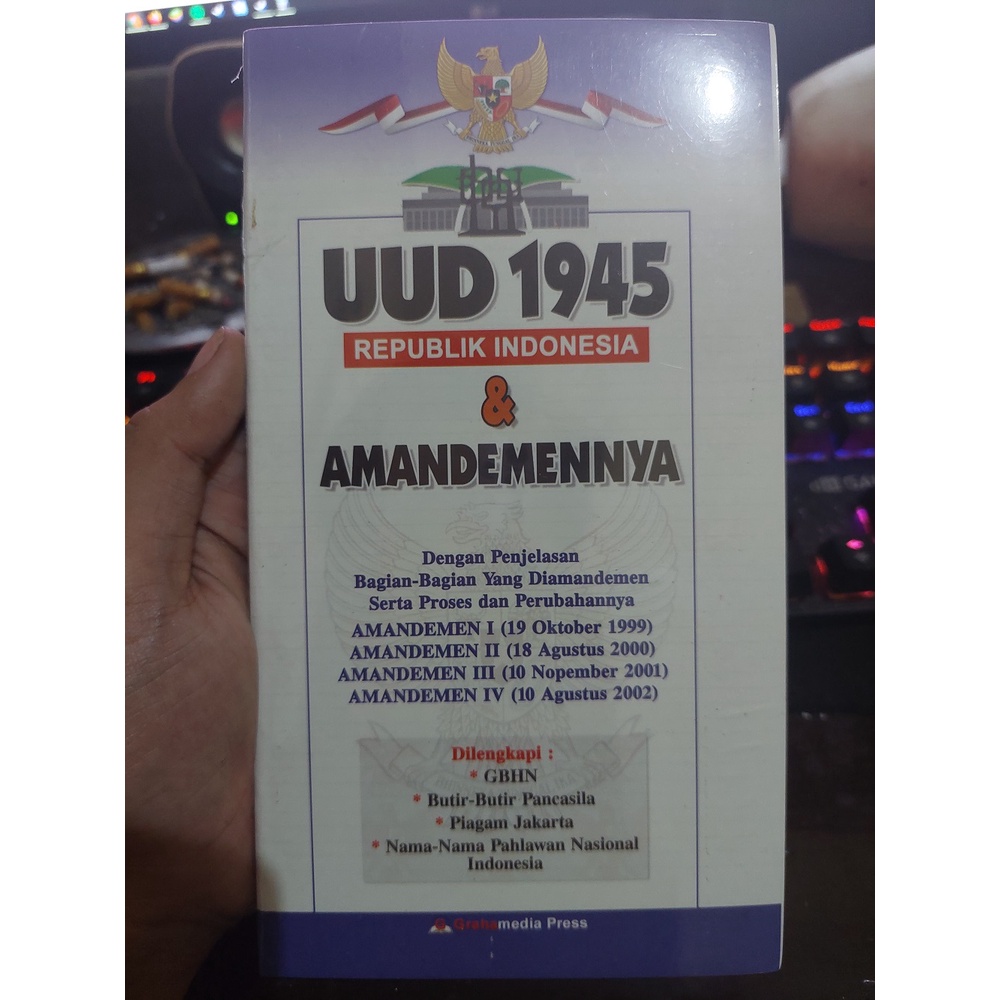 UUD 1945
REPUBLIK INDONESIA
&
AMANDEMENNYA
Dengan Penjelasan
Bagian-Bagian Yang Diamandemen
Serta Proses dan Perubahannya
AMANDEMEN I (19 Oktober 1999)
AMANDEMEN II (18 Agustus 2000)
AMANDEMEN III (10 Nopember 2001)
AMANDEMEN IV (10 Agustus 2002)
Dilengkapi :
* GBHN
* Butir-Butir Pancasila
* Piagam Jakarta
* Nama-Nama Pahlawan Nasional
Indonesia
Grahamedia Press